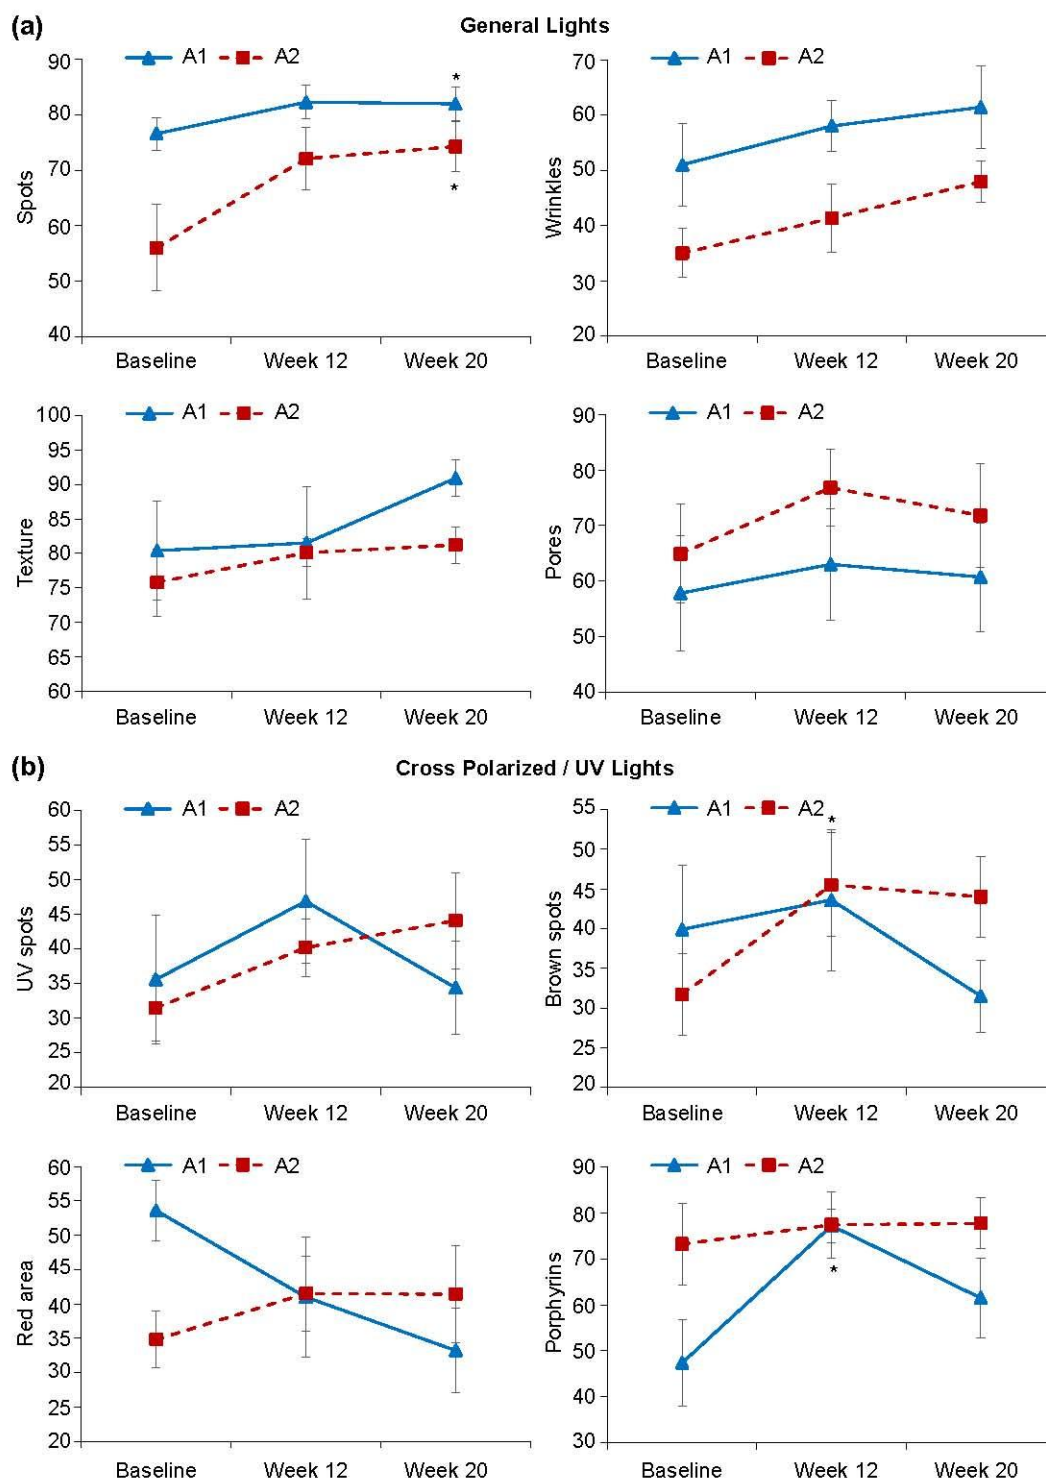 (a)
General Lights
A1 A2
90
80
70
60
50
40
Spots
*
*
Baseline Week 12 Week 20
A1 A2
70
60
50
40
30
20
Wrinkles
Baseline Week 12 Week 20
A1 A2
100
95
90
85
80
75
70
65
60
Texture
Baseline Week 12 Week 20
A1 A2
90
80
70
60
50
40
Pores
Baseline Week 12 Week 20
(b)
Cross Polarized / UV Lights
A1 A2
60
55
50
45
40
35
30
25
20
UV spots
Baseline Week 12 Week 20
A1 A2
55
50
45
40
35
30
25
20
Brown spots
*
Baseline Week 12 Week 20
A1 A2
60
55
50
45
40
35
30
25
20
Red area
Baseline Week 12 Week 20
A1 A2
90
80
70
60
50
40
30
Porphyrins
*
Baseline Week 12 Week 20